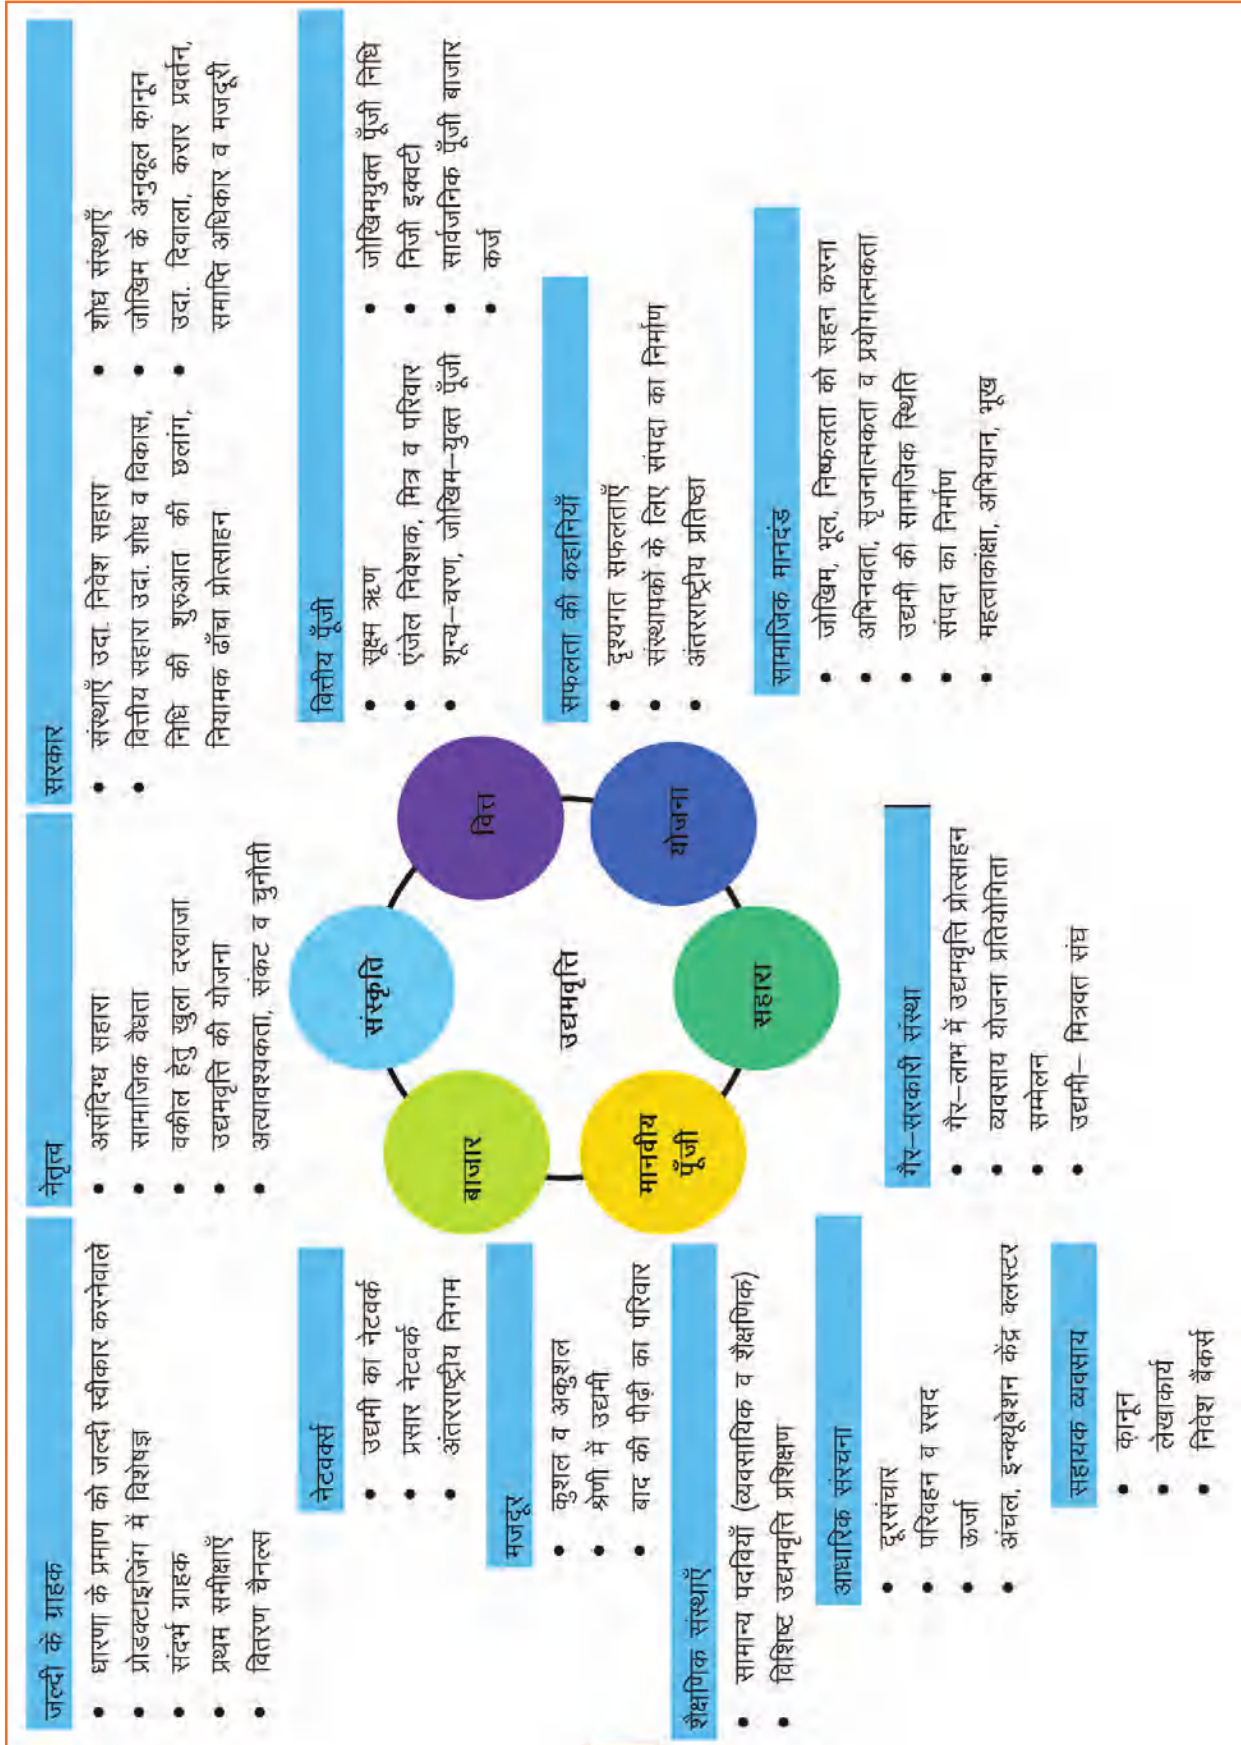 जल्दी के ग्राहक
धारणा के प्रमाण को जल्दी स्वीकार करनेवाले
प्रोडक्टाइजिंग में विशेषज्ञ
संदर्भ ग्राहक
प्रथम समीक्षाएँ
वितरण चैनल्स
नेतृत्व
असंदिग्ध सहारा
सामाजिक वैधता
वकील हेतु खुला दरवाजा
उद्यमवृत्ति की योजना
अत्यावश्यकता, संकट व चुनौती
सरकार
संस्थाएँ उदा. निवेश सहारा
वित्तीय सहारा उदा. शोध व विकास,
निधि की शुरुआत की छलांग,
नियामक ढाँचा प्रोत्साहन
शोध संस्थाएँ
जोखिम के अनुकूल क़ानून
उदा. दिवाला, करार प्रवर्तन,
समाप्ति अधिकार व मजदूरी
नेटवर्क्स
उद्यमी का नेटवर्क
प्रसार नेटवर्क
अंतरराष्ट्रीय निगम
वित्तीय पूँजी
सूक्ष्म ऋण
एंजेल निवेशक, मित्र व परिवार
शून्य–चरण, जोखिम–युक्त पूँजी
जोखिमयुक्त पूँजी निधि
निजी इक्वटी
सार्वजनिक पूँजी बाजार
कर्ज
मजदूर
कुशल व अकुशल
श्रेणी में उद्यमी
बाद की पीढ़ी का परिवार
सफलता की कहानियाँ
दृश्यगत सफलताएँ
संस्थापकों के लिए संपदा का निर्माण
अंतरराष्ट्रीय प्रतिष्ठा
शैक्षणिक संस्थाएँ
सामान्य पदवियाँ (व्यवसायिक व शैक्षणिक)
विशिष्ट उद्यमवृत्ति प्रशिक्षण
संस्कृति
वित्त
योजना
सहारा
मानवीय
पूँजी
बाजार
उद्यमवृत्ति
सामाजिक मानदंड
जोखिम, भूल, निष्फलता को सहन करना
अभिनवता, सृजनात्मकता व प्रयोगात्मकता
उद्यमी की सामाजिक स्थिति
संपदा का निर्माण
महत्वाकांक्षा, अभियान, भूख
आधारिक संरचना
दूरसंचार
परिवहन व रसद
ऊर्जा
अंचल, इन्क्युबेशन केंद्र क्लस्टर
गैर–सरकारी संस्था
गैर–लाभ में उद्यमवृत्ति प्रोत्साहन
व्यवसाय योजना प्रतियोगिता
सम्मेलन
उद्यमी– मित्रवत संघ
सहायक व्यवसाय
क़ानून
लेखाकार्य
निवेश बैंकर्स